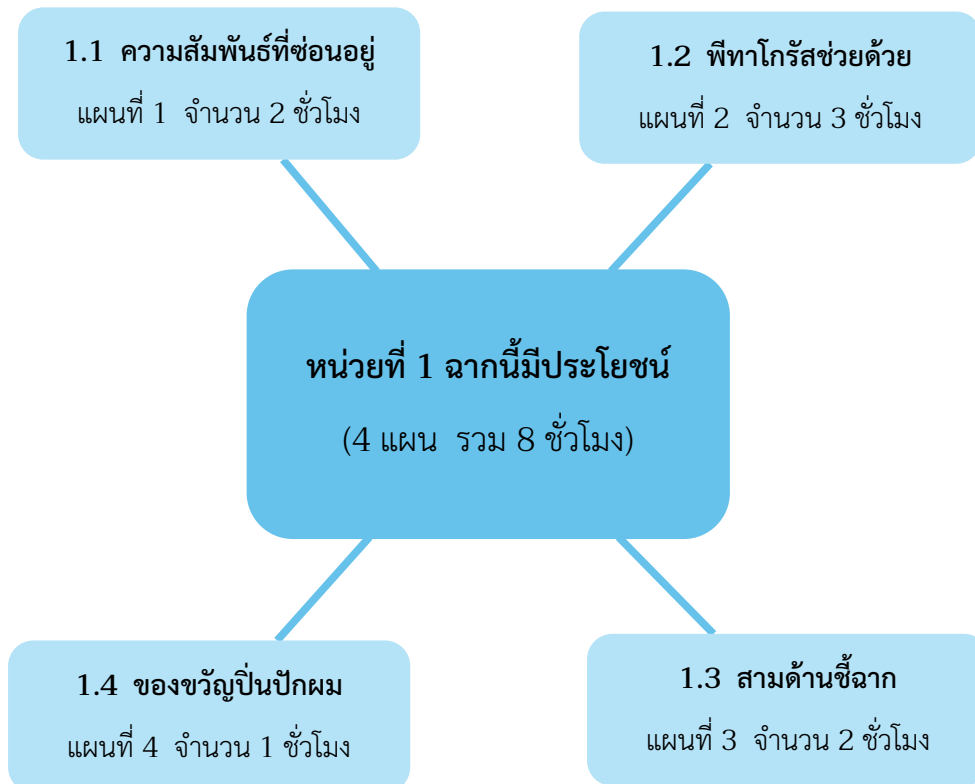 1.1 ความสัมพันธ์ที่ซ่อนอยู่
แผนที่ 1 จำนวน 2 ชั่วโมง
1.2 พีทาโกรัสช่วยด้วย
แผนที่ 2 จำนวน 3 ชั่วโมง
หน่วยที่ 1 ฉากนี้มีประโยชน์
(4 แผน รวม 8 ชั่วโมง)
1.4 ของขวัญปิ่นปักผม
แผนที่ 4 จำนวน 1 ชั่วโมง
1.3 สามด้านชี้ฉาก
แผนที่ 3 จำนวน 2 ชั่วโมง